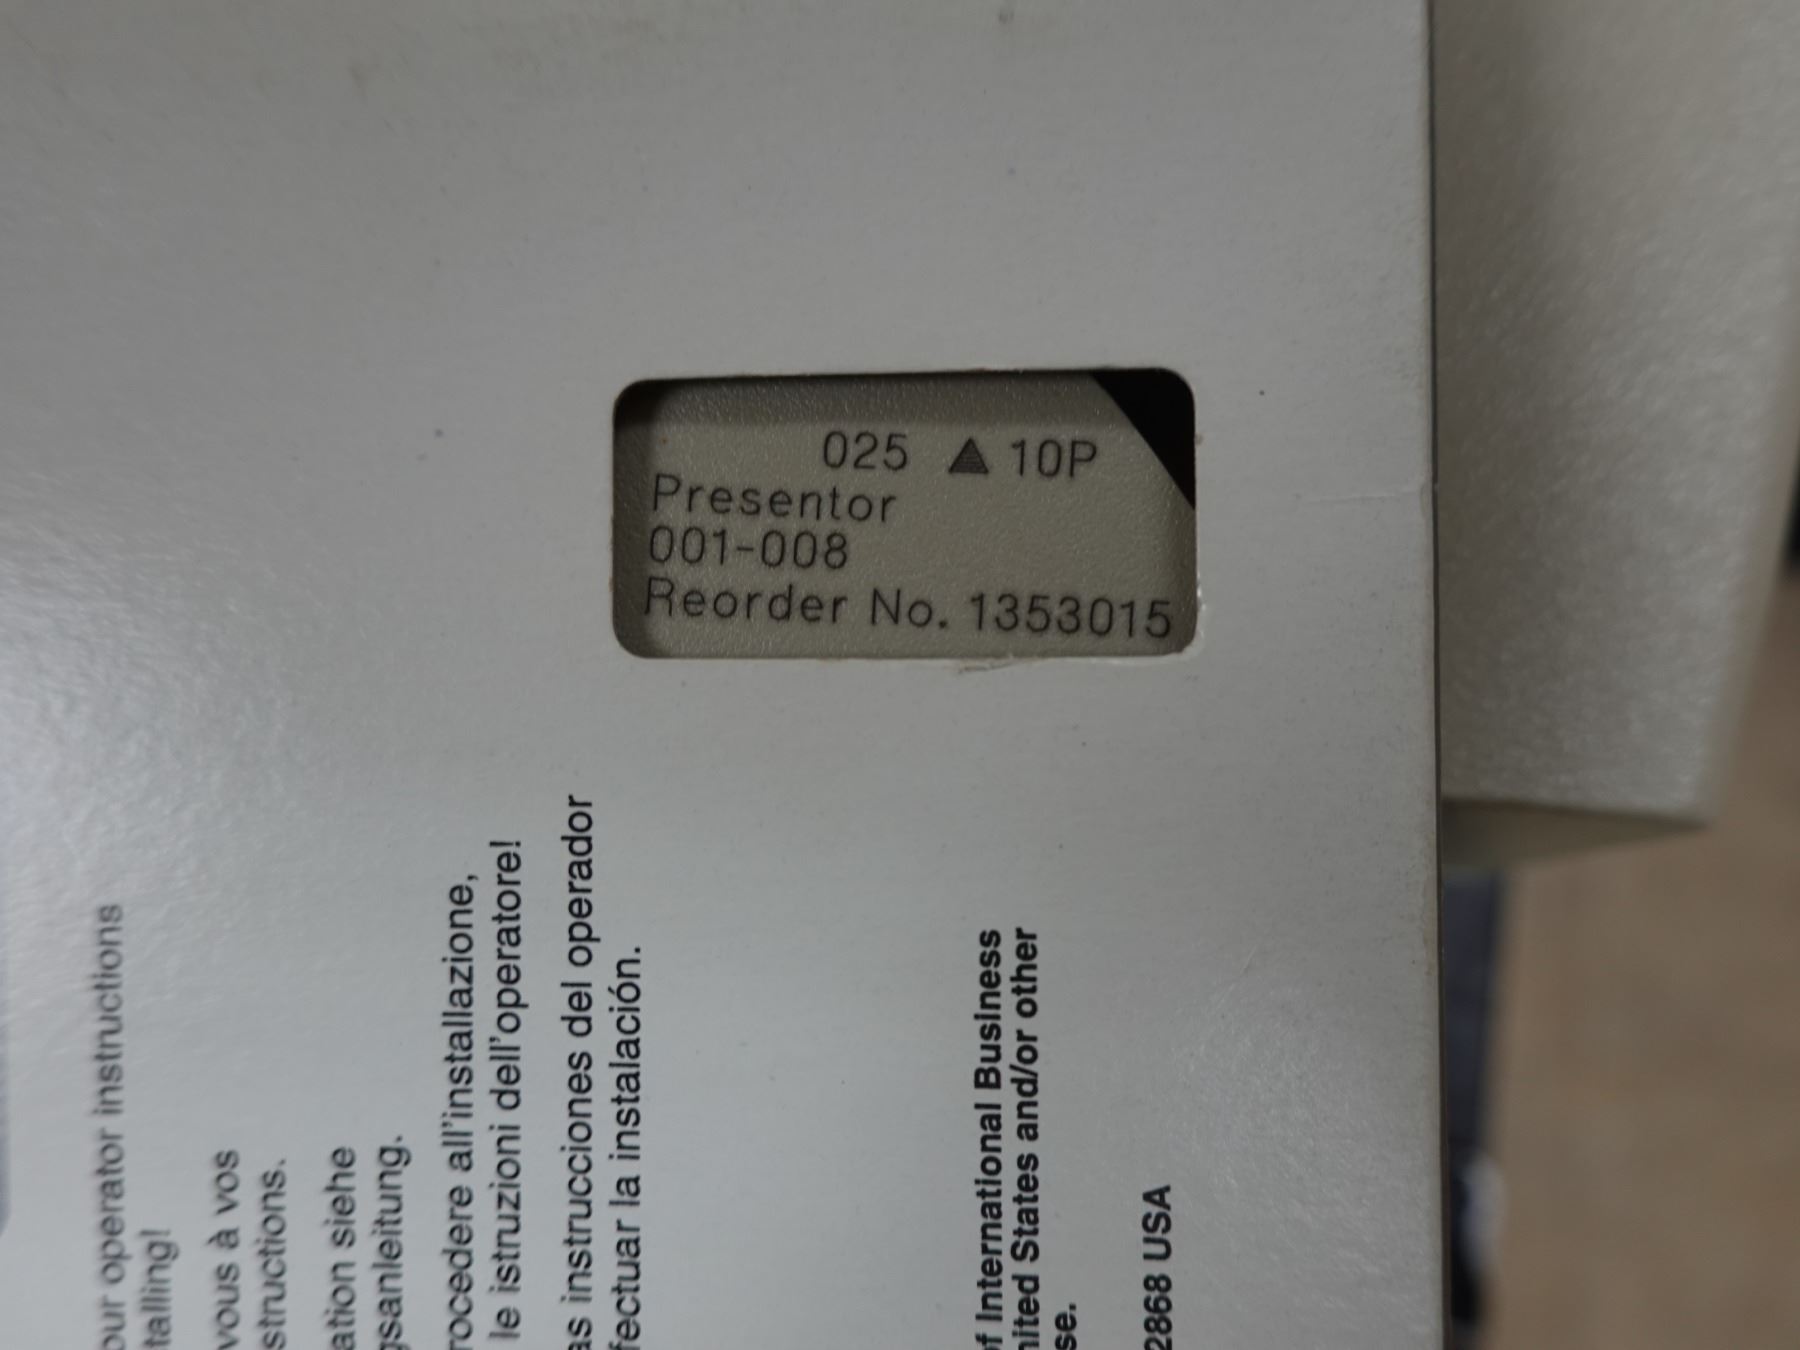 025 ▲ 10P
Presentor
001-008
Reorder No. 1353015
our operator instructions
talling!
vous à vos
structions.
ation siehe
gsanleitung.
rocedere all'installazione,
le istruzioni dell'operatore!
as instrucciones del operador
fectuar la instalación.
of International Business
nited States and/or other
se.
2868 USA